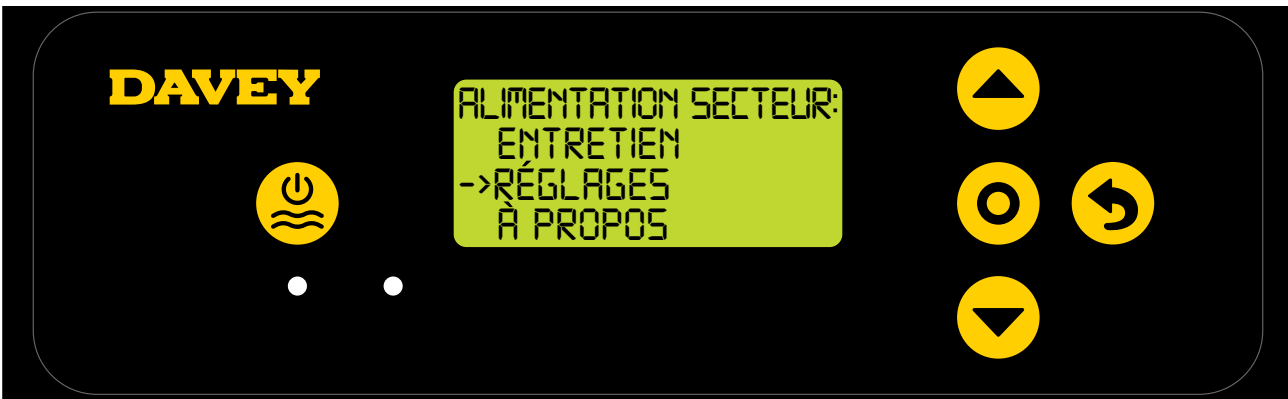 DAVEY
ALIMENTATION SECTEUR:
ENTRETIEN
->RÉGLAGES
À PROPOS